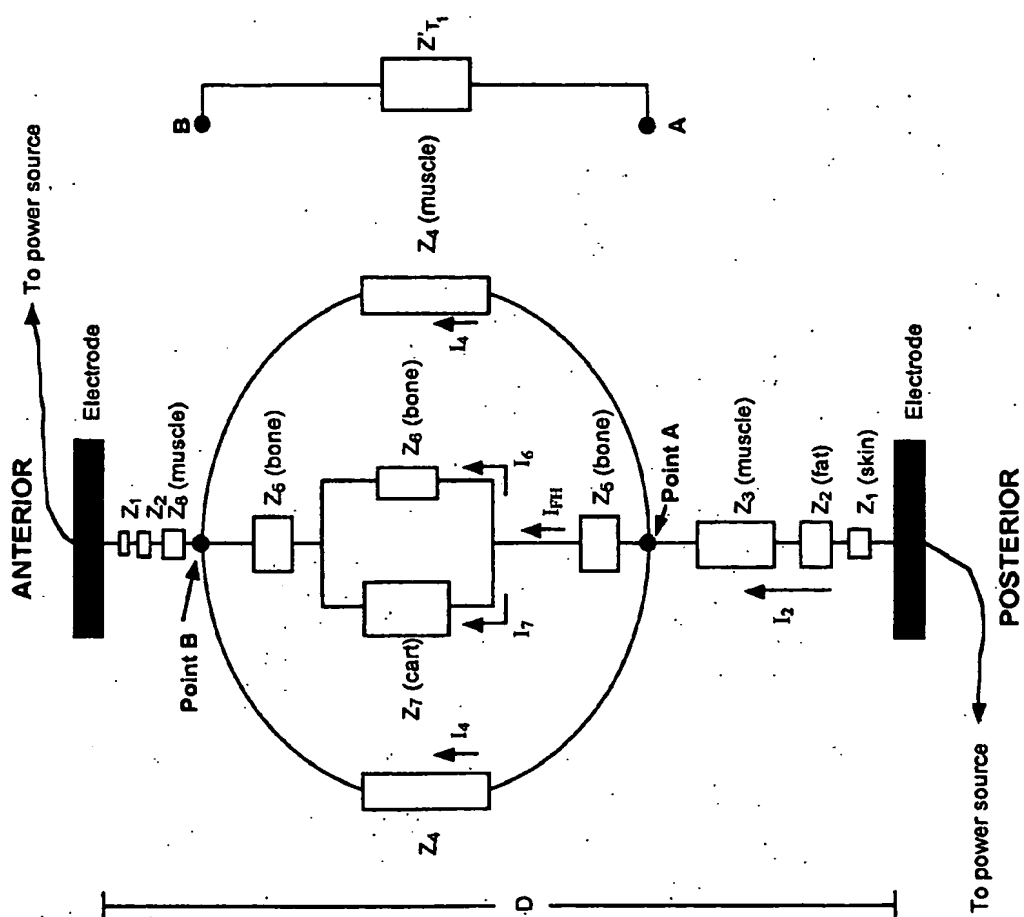 ANTERIOR
To power source
Electrode
Z1
Z2
Z8 (muscle)
Point B
Z5 (bone)
Z6 (bone)
Z7 (cart)
I6
I7
IFH
Z5 (bone)
Point A
Z4
I4
Z4 (muscle)
I4
Z3 (muscle)
Z2 (fat)
Z1 (skin)
I2
Electrode
POSTERIOR
To power source
D
B
A
Z'T1